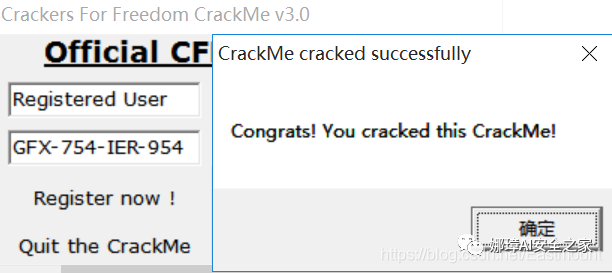 Crackers For Freedom CrackMe v3.0
Official CF
CrackMe cracked successfully
Registered User
GFX-754-IER-954
Congrats! You cracked this CrackMe!
Register now !
Quit the CrackMe
确定
娜璋AI安全之家
https://blog.csdn.net/Eastmount